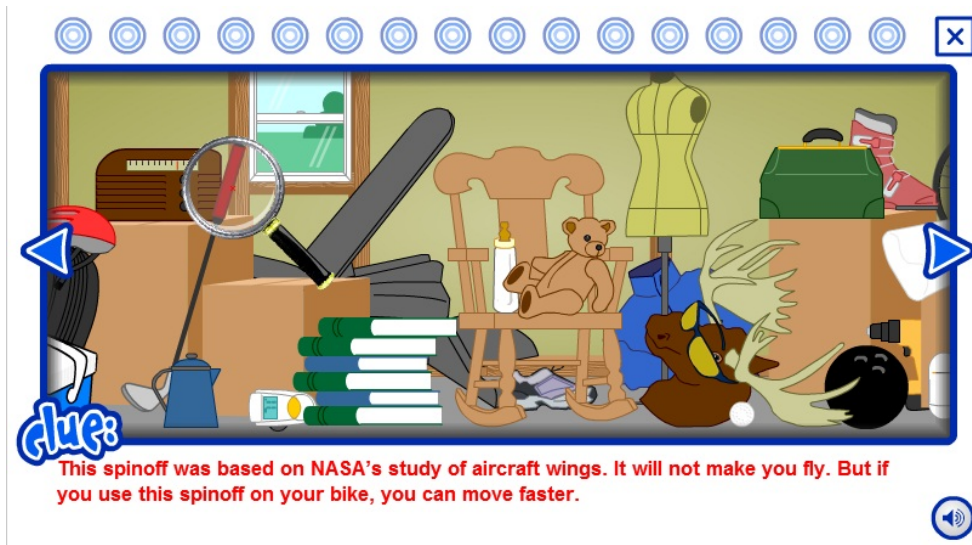 clue:
This spinoff was based on NASA's study of aircraft wings. It will not make you fly. But if
you use this spinoff on your bike, you can move faster.